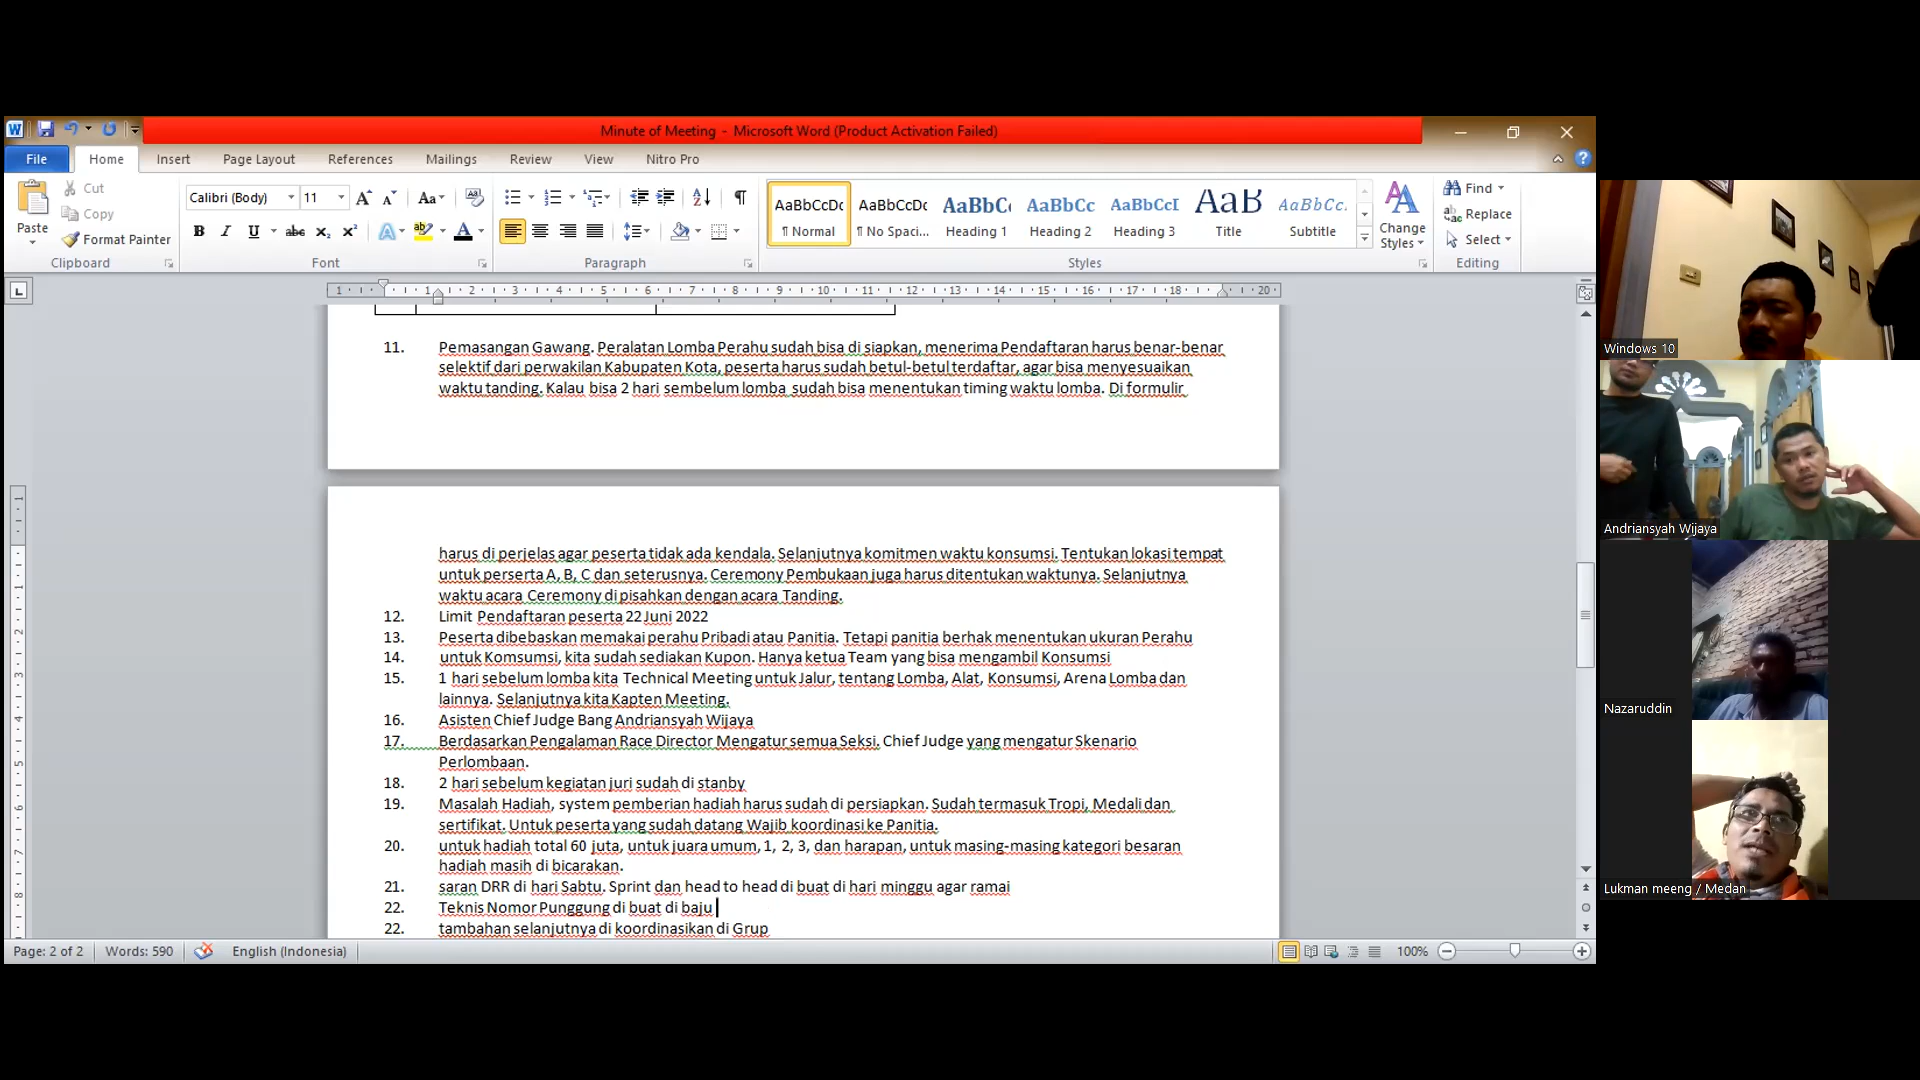 Minute of Meeting - Microsoft Word (Product Activation Failed)
File Home Insert Page Layout References Mailings Review View Nitro Pro
Paste
Cut
Copy
Format Painter
Clipboard
Calibri (Body) 11
Font
Paragraph
AaBbCcDc AaBbCcDc AaBbC AaBbCc AaBbCcI AaB AaBbCc.
¶ Normal ¶ No Spaci... Heading 1 Heading 2 Heading 3 Title Subtitle
Change Styles
Styles
Find
Replace
Select
Editing
11. Pemasangan Gawang. Peralatan Lomba Perahu sudah bisa di siapkan, menerima Pendaftaran harus benar-benar
selektif dari perwakilan Kabupaten Kota, peserta harus sudah betul-betul terdaftar, agar bisa menyesuaikan
waktu tanding. Kalau bisa 2 hari sembelum lomba sudah bisa menentukan timing waktu lomba. Di formulir
harus di perjelas agar peserta tidak ada kendala. Selanjutnya komitmen waktu konsumsi. Tentukan lokasi tempat
untuk perserta A, B, C dan seterusnya. Ceremony Pembukaan juga harus ditentukan waktunya. Selanjutnya
waktu acara Ceremony di pisahkan dengan acara Tanding.
12. Limit Pendaftaran peserta 22 Juni 2022
13. Peserta dibebaskan memakai perahu Pribadi atau Panitia. Tetapi panitia berhak menentukan ukuran Perahu
14. untuk Komsumsi, kita sudah sediakan Kupon. Hanya ketua Team yang bisa mengambil Konsumsi
15. 1 hari sebelum lomba kita Technical Meeting untuk Jalur, tentang Lomba, Alat, Konsumsi, Arena Lomba dan
lainnya. Selanjutnya kita Kapten Meeting.
16. Asisten Chief Judge Bang Andriansyah Wijaya
17. Berdasarkan Pengalaman Race Director Mengatur semua Seksi. Chief Judge yang mengatur Skenario
Perlombaan.
18. 2 hari sebelum kegiatan juri sudah di stanby
19. Masalah Hadiah, system pemberian hadiah harus sudah di persiapkan. Sudah termasuk Tropi, Medali dan
sertifikat. Untuk peserta yang sudah datang Wajib koordinasi ke Panitia.
20. untuk hadiah total 60 juta, untuk juara umum, 1, 2, 3, dan harapan, untuk masing-masing kategori besaran
hadiah masih di bicarakan.
21. saran DRR di hari Sabtu. Sprint dan head to head di buat di hari minggu agar ramai
22. Teknis Nomor Punggung di buat di baju
22. tambahan selanjutnya di koordinasikan di Grup
Page: 2 of 2 Words: 590 English (Indonesia) 100%
Windows 10
Andriansyah Wijaya
Nazaruddin
Lukman meeng / Medan